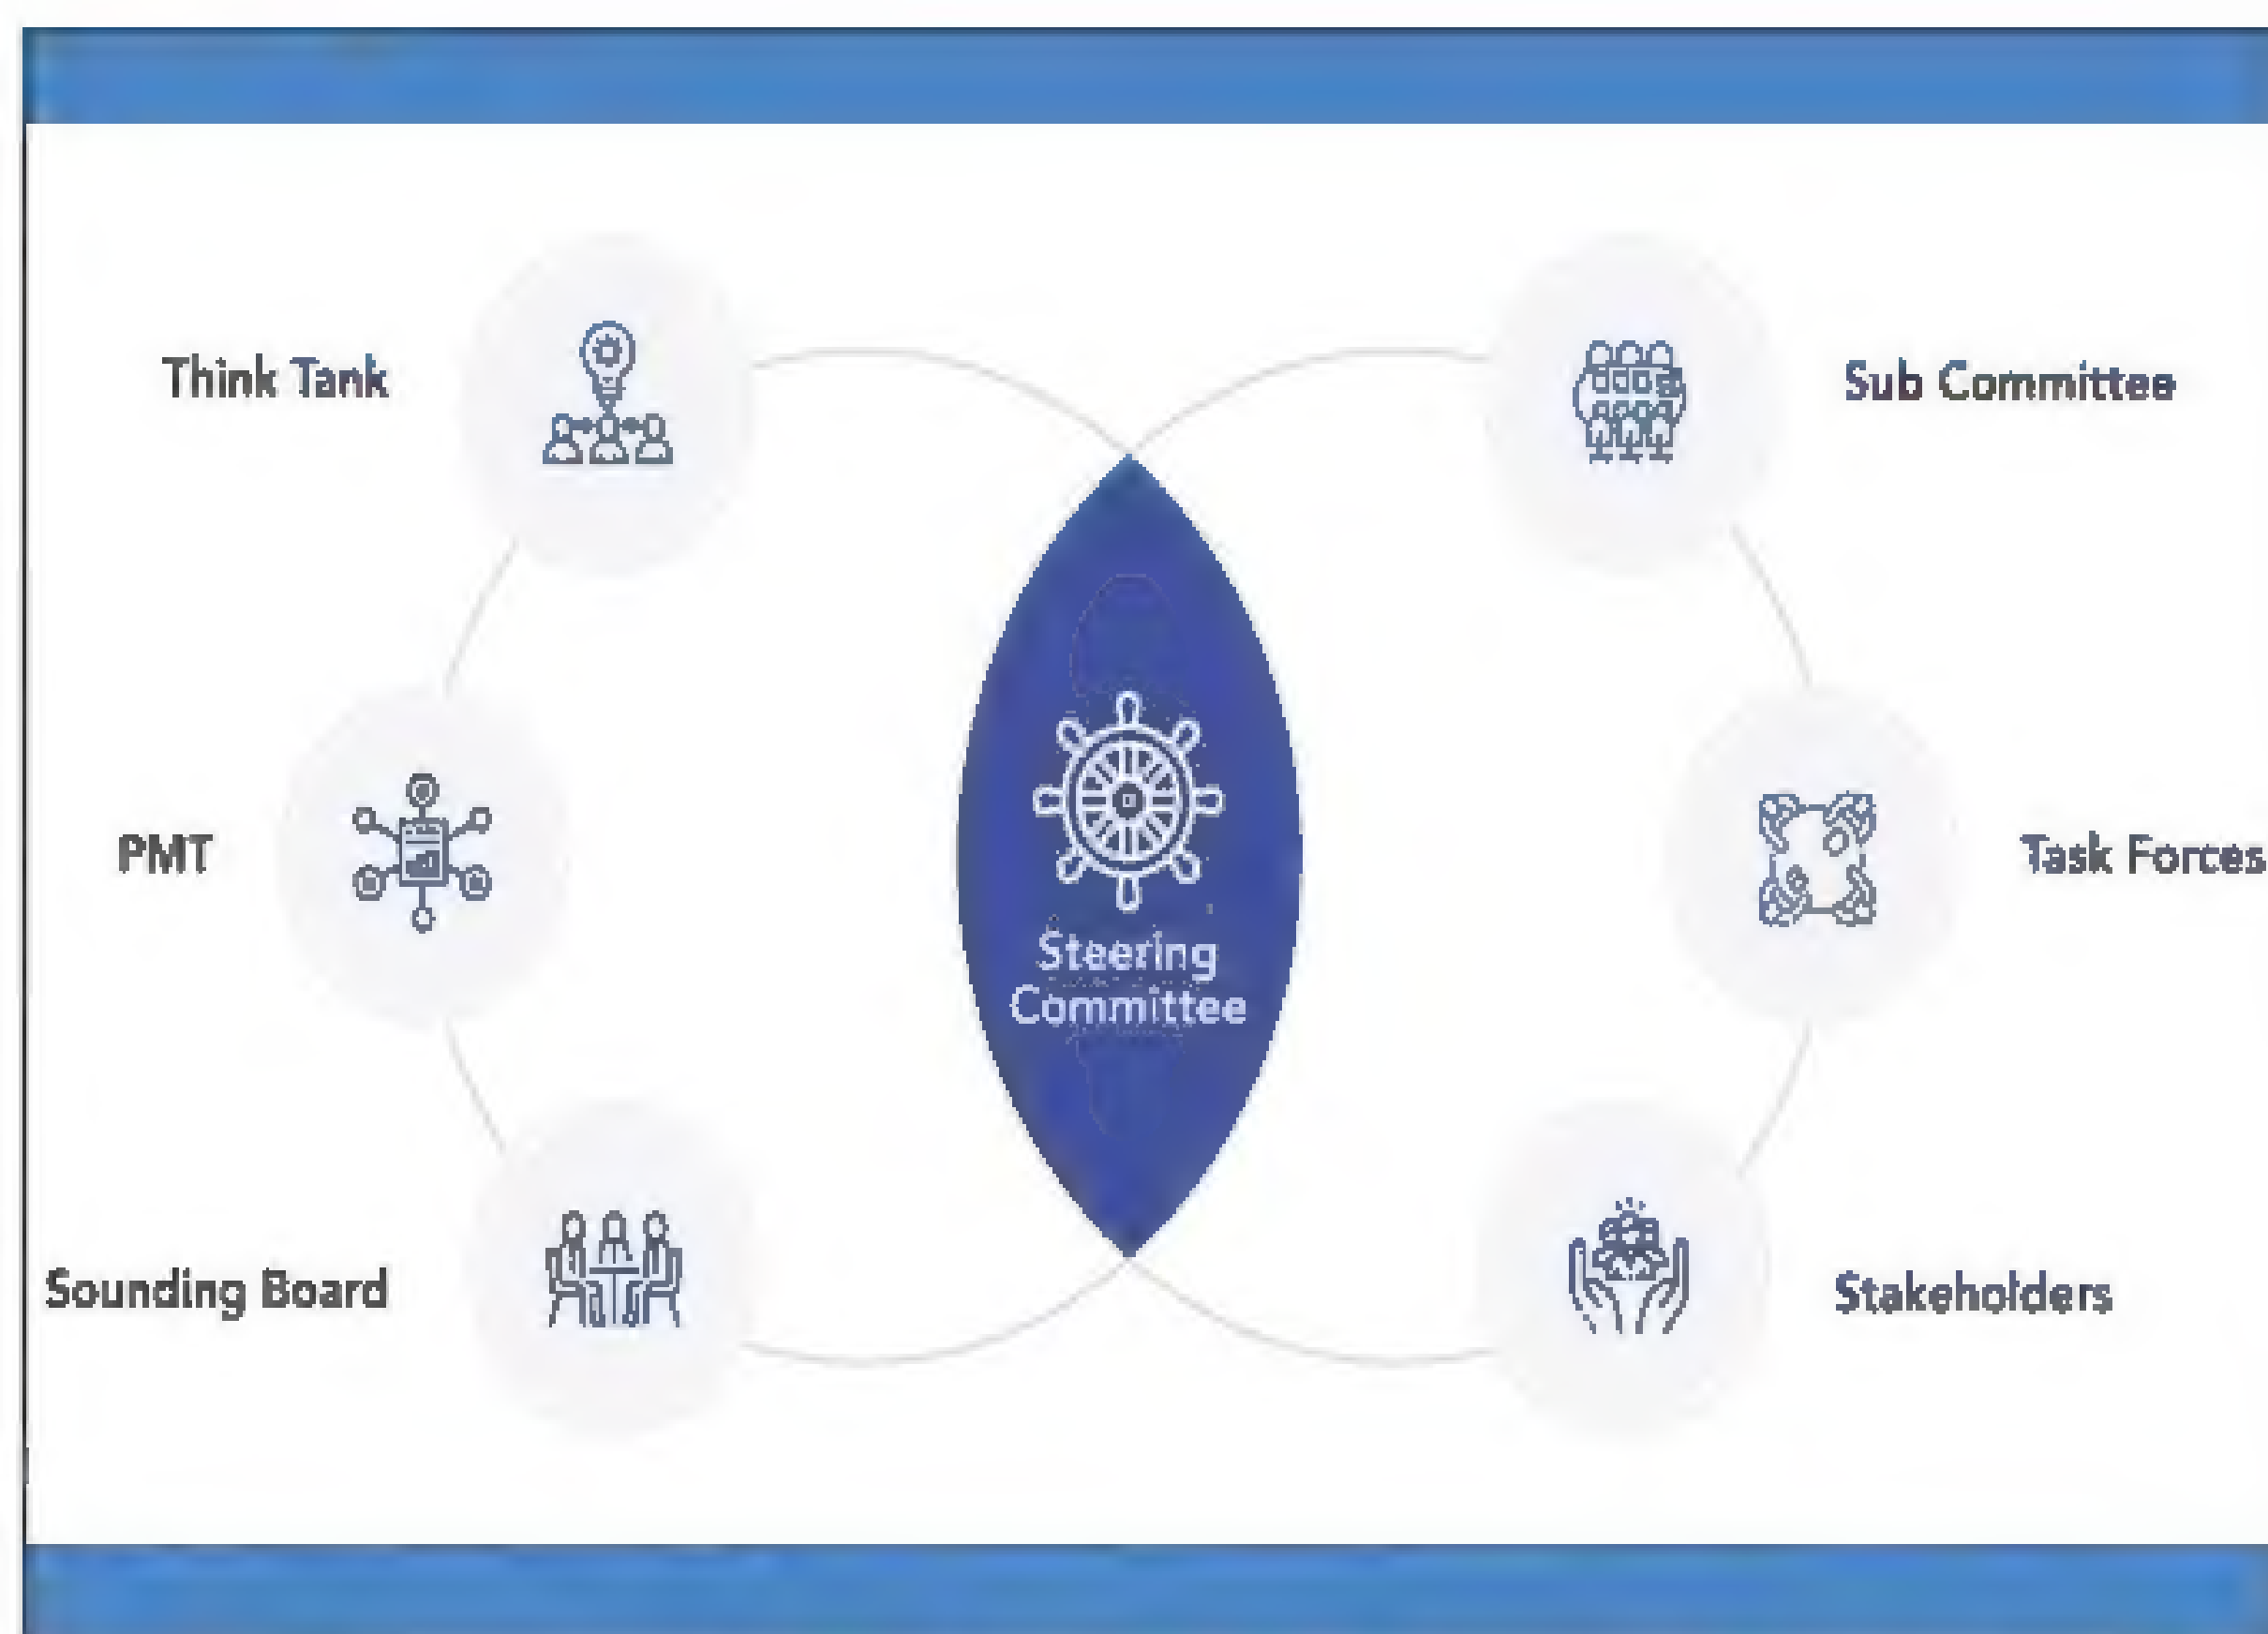 Think Tank
Sub Committee
PMT
Task Forces
Steering
Committee
Sounding Board
Stakeholders